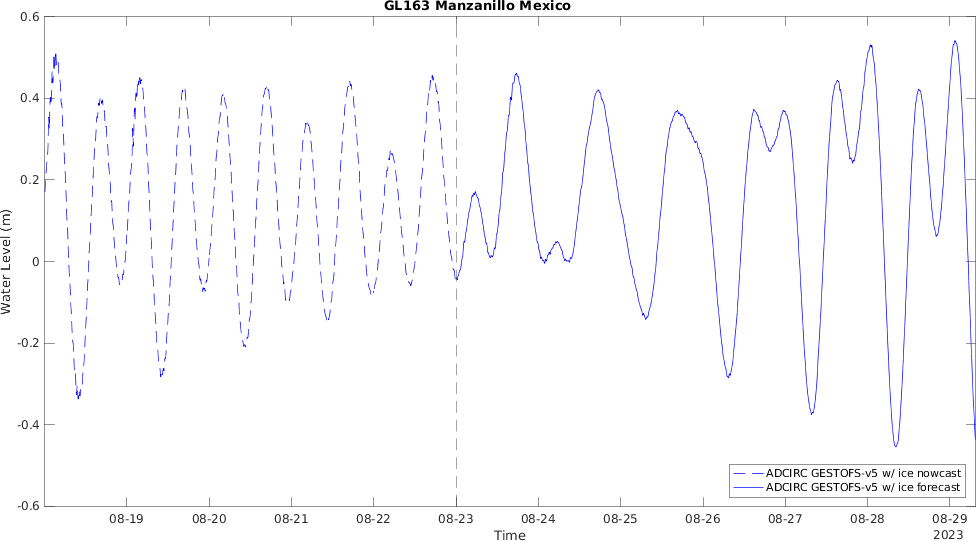 GL163 Manzanillo Mexico
Water Level (m)
0.6
0.4
0.2
0
-0.2
-0.4
-0.6
ADCIRC GESTOFS-v5 w/ ice nowcast
ADCIRC GESTOFS-v5 w/ ice forecast
08-19 08-20 08-21 08-22 08-23 08-24 08-25 08-26 08-27 08-28 08-29
2023
Time